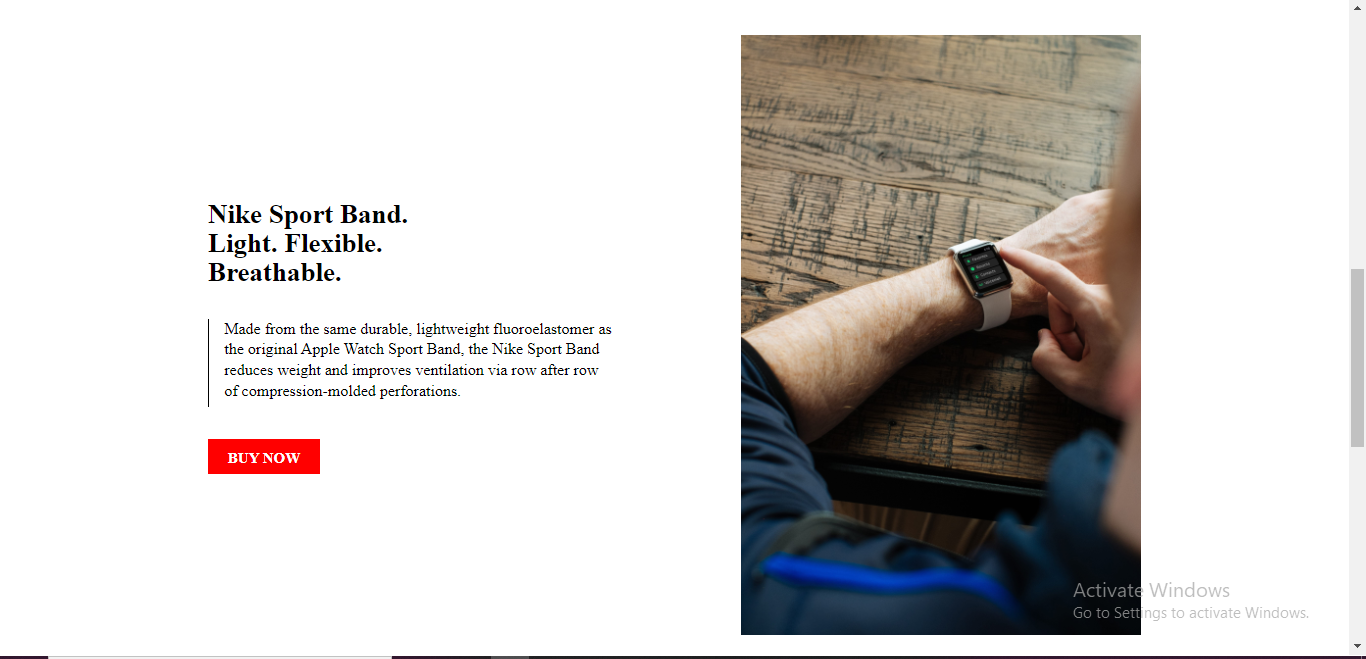 Nike Sport Band.
Light. Flexible.
Breathable.
Made from the same durable, lightweight fluoroelastomer as
the original Apple Watch Sport Band, the Nike Sport Band
reduces weight and improves ventilation via row after row
of compression-molded perforations.
BUY NOW
Activate Windows
Go to Settings to activate Windows.